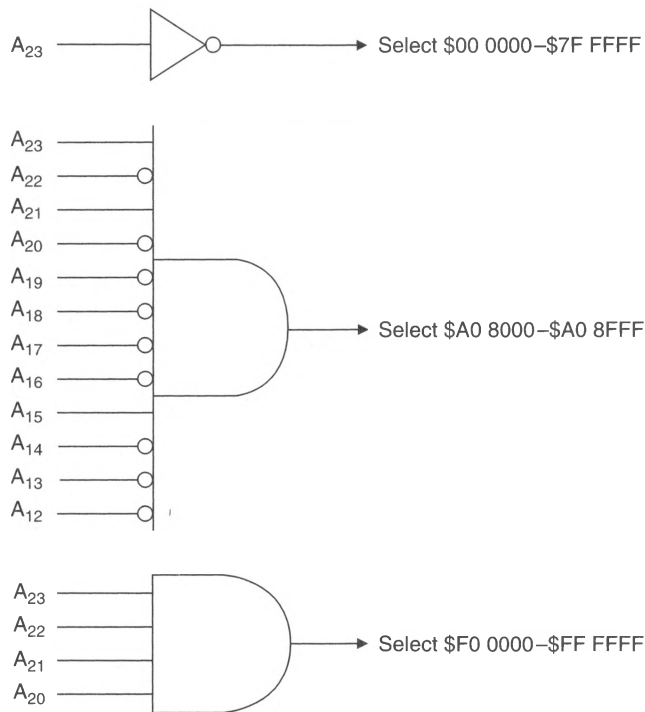 A₂₃ Select $00 0000–$7F FFFF
A₂₃
A₂₂
A₂₁
A₂₀
A₁₉
A₁₈ Select $A0 8000–$A0 8FFF
A₁₇
A₁₆
A₁₅
A₁₄
A₁₃
A₁₂
A₂₃
A₂₂ Select $F0 0000–$FF FFFF
A₂₁
A₂₀